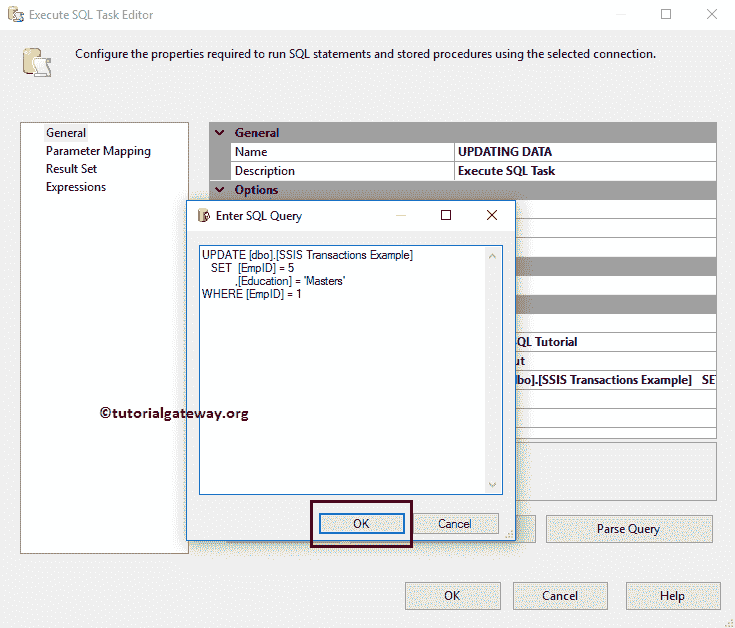 Execute SQL Task Editor
Configure the properties required to run SQL statements and stored procedures using the selected connection.
General
Parameter Mapping
Result Set
Expressions
General
Name UPDATING DATA
Description Execute SQL Task
Options
Enter SQL Query
UPDATE [dbo].[SSIS Transactions Example]
SET [EmpID] = 5
,[Education] = 'Masters'
WHERE [EmpID] = 1
QL Tutorial
ut
bo].[SSIS Transactions Example] SE
©tutorialgateway.org
OK Cancel
Parse Query
OK Cancel Help